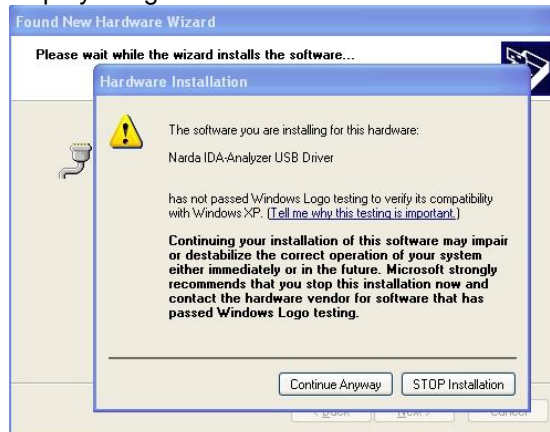 Found New Hardware Wizard
Please wait while the wizard installs the software...
Hardware Installation
The software you are installing for this hardware:
Narda IDA-Analyzer USB Driver
has not passed Windows Logo testing to verify its compatibility
with Windows XP. (Tell me why this testing is important.)
Continuing your installation of this software may impair
or destabilize the correct operation of your system
either immediately or in the future. Microsoft strongly
recommends that you stop this installation now and
contact the hardware vendor for software that has
passed Windows Logo testing.
Continue Anyway STOP Installation